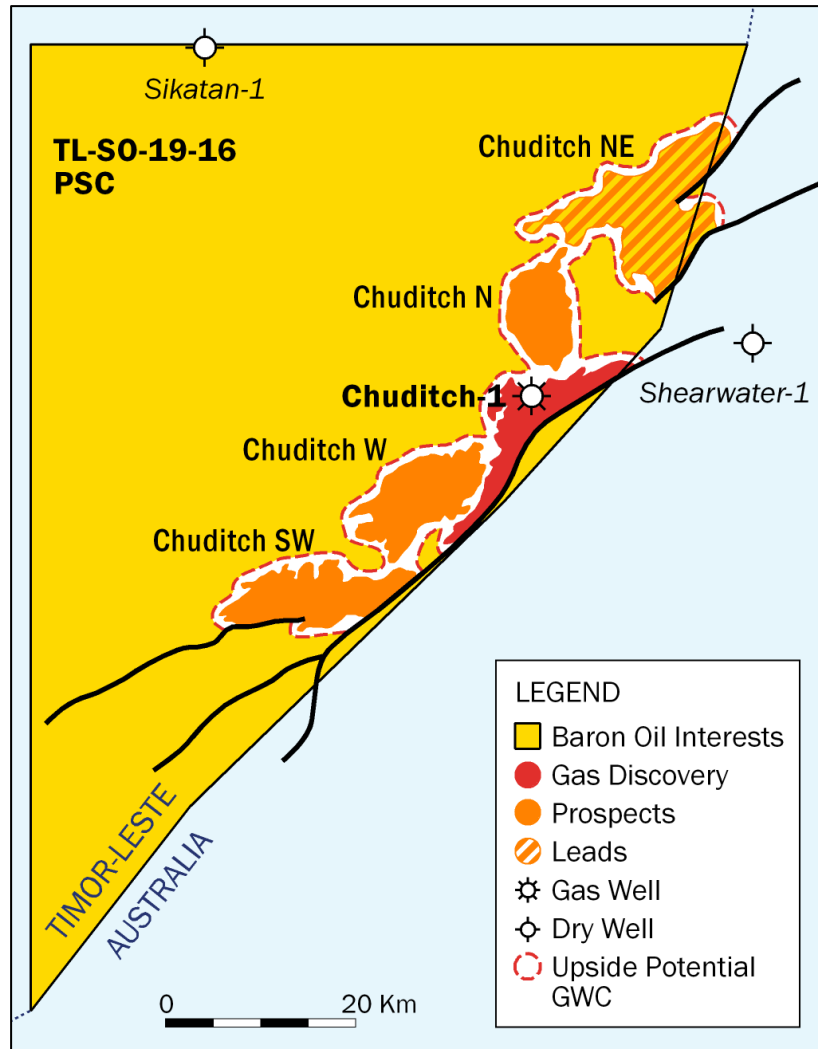 Sikatan-1
TL-SO-19-16
PSC
Chuditch NE
Chuditch N
Chuditch-1
Shearwater-1
Chuditch W
Chuditch SW
TIMOR-LESTE
AUSTRALIA
LEGEND
Baron Oil Interests
Gas Discovery
Prospects
Leads
Gas Well
Dry Well
Upside Potential
GWC
0 20 Km